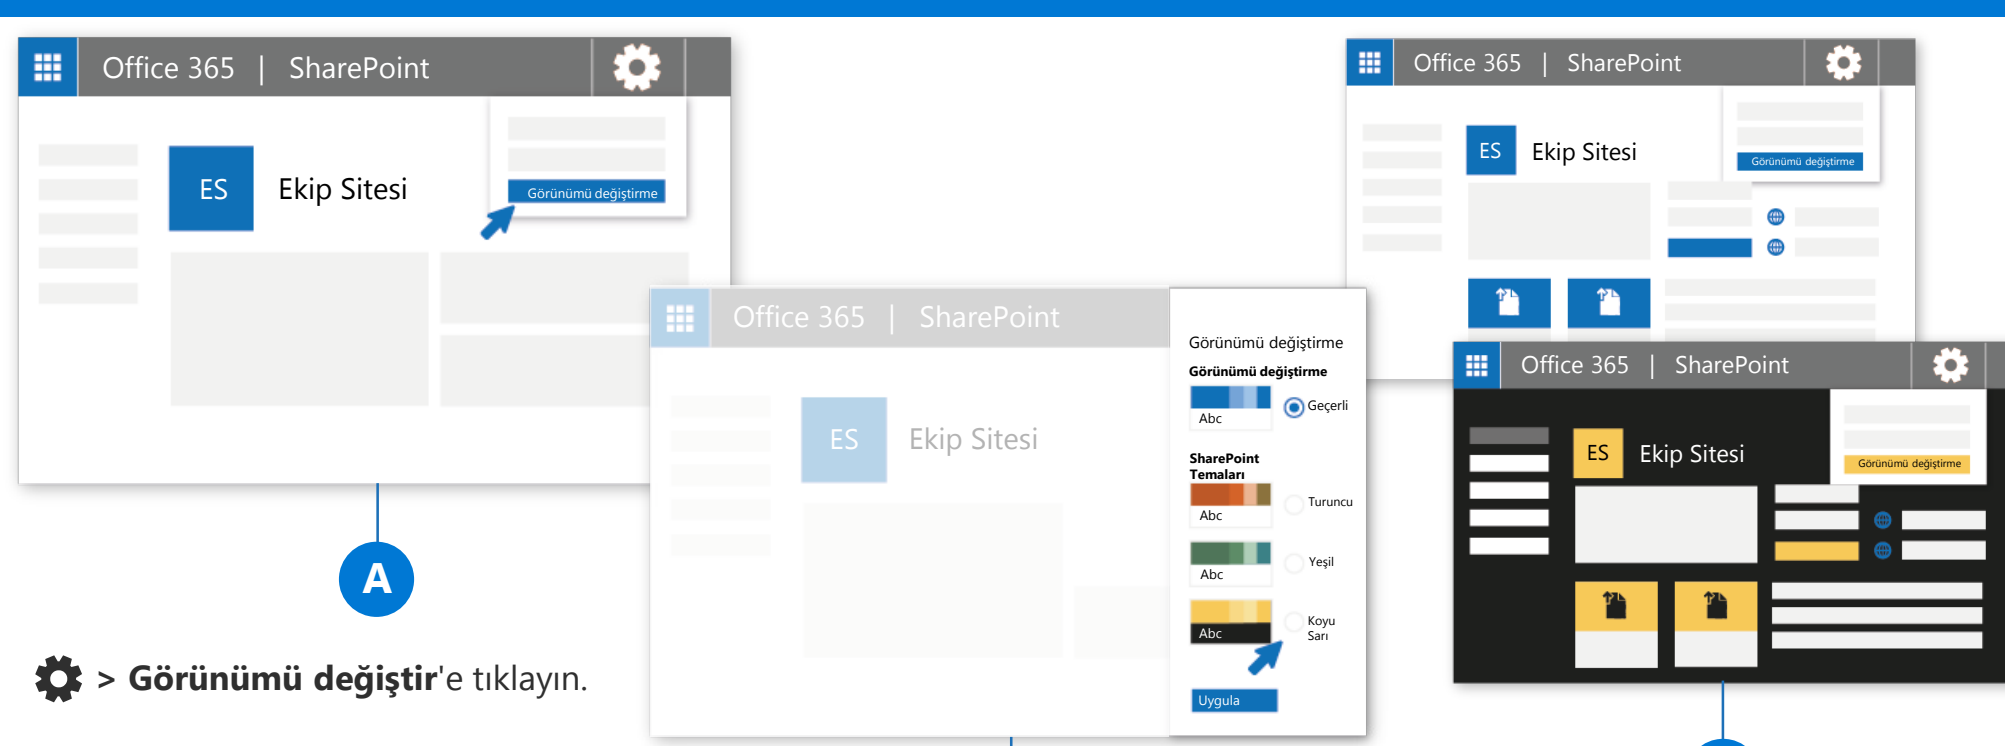 Office 365 | SharePoint
ES
Ekip Sitesi
Görünümü değiştirme
A
> Görünümü değiştir'e tıklayın.
Office 365 | SharePoint
ES
Ekip Sitesi
Görünümü değiştirme
Görünümü değiştirme
Abc
Geçerli
SharePoint
Temaları
Abc
Turuncu
Abc
Yeşil
Abc
Koyu
Sarı
Uygula
Office 365 | SharePoint
ES
Ekip Sitesi
Görünümü değiştirme
Office 365 | SharePoint
ES
Ekip Sitesi
Görünümü değiştirme